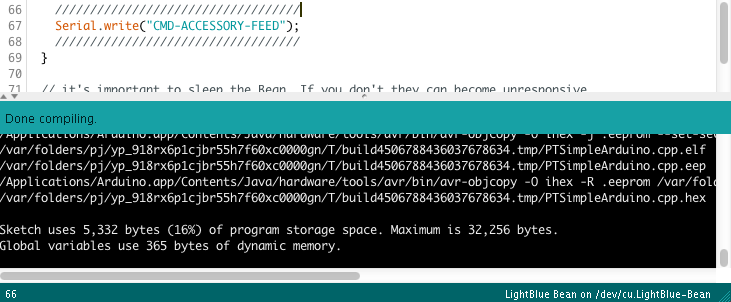 66 ///////////////////////////////////
67 Serial.write("CMD-ACCESSORY-FEED");
68 ///////////////////////////////////
69 }
70
71 // it's important to sleep the Bean. If you don't they can become unresponsive
Done compiling.
/Applications/Arduino.app/Contents/Java/hardware/tools/avr/bin/avr-objcopy -O ihex -j .eeprom --set-se
/var/folders/pj/yp_918rx6p1cjbr55h7f60xc0000gn/T/build4506788436037678634.tmp/PTSimpleArduino.cpp.elf
/var/folders/pj/yp_918rx6p1cjbr55h7f60xc0000gn/T/build4506788436037678634.tmp/PTSimpleArduino.cpp.eep
/Applications/Arduino.app/Contents/Java/hardware/tools/avr/bin/avr-objcopy -O ihex -R .eeprom /var/fol
/var/folders/pj/yp_918rx6p1cjbr55h7f60xc0000gn/T/build4506788436037678634.tmp/PTSimpleArduino.cpp.hex
Sketch uses 5,332 bytes (16%) of program storage space. Maximum is 32,256 bytes.
Global variables use 365 bytes of dynamic memory.
66 LightBlue Bean on /dev/cu.LightBlue-Bean